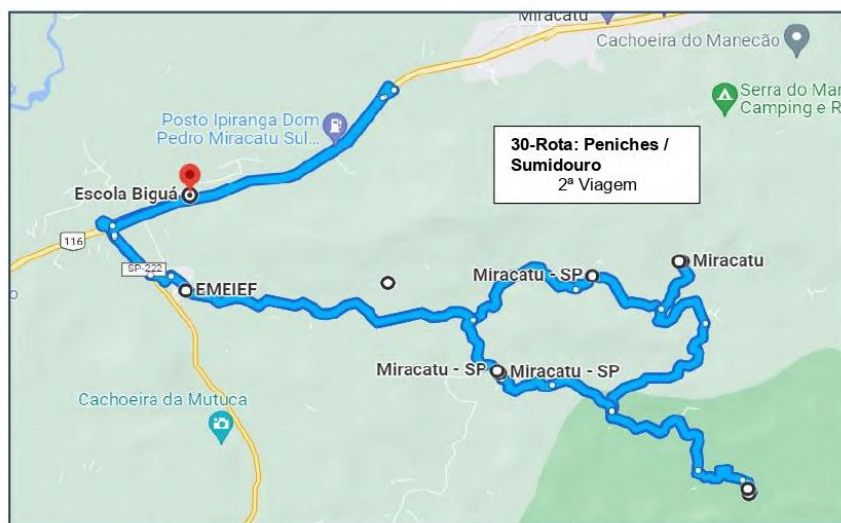 Miracatu
Cachoeira do Manecão
Serra do Mar
Camping e R
Posto Ipiranga Dom
Pedro Miracatu Sul...
30-Rota: Peniches /
Sumidouro
2ª Viagem
Escola Biguá
116
SP-222
EMEIEF
Miracatu - SP
Miracatu
Miracatu - SP
Miracatu - SP
Cachoeira da Mutuca